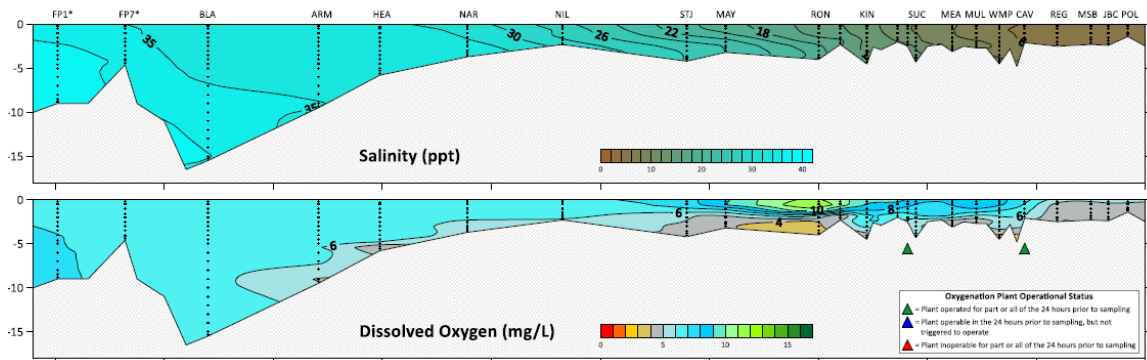 FP1* FP7* BLA ARM HEA NAR NIL STJ MAY RON KIN SUC MEA MUL WMP CAV REG MSB JBC POL
0
-5
-10
-15
35
35
30
26
22
18
Salinity (ppt)
0 10 20 30 40
0
-5
-10
-15
6
6
4
10
8
6
Dissolved Oxygen (mg/L)
0 5 10 15
Oxygenation Plant Operational Status
= Plant operated for part or all of the 24 hours prior to sampling
= Plant operable in the 24 hours prior to sampling, but not
triggered to operate
= Plant inoperable for part or all of the 24 hours prior to sampling